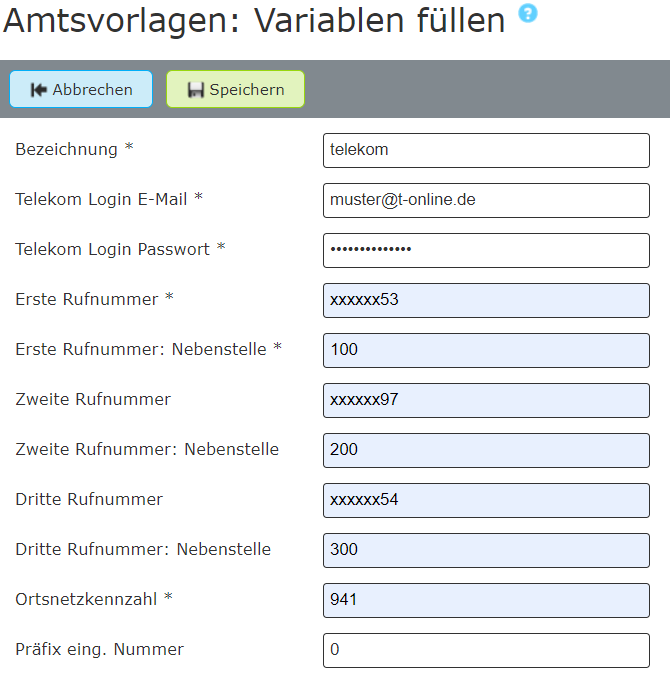 Amtsvorlagen: Variablen füllen ?
Abbrechen Speichern
Bezeichnung * telekom
Telekom Login E-Mail * muster@t-online.de
Telekom Login Passwort * ••••••••••••••
Erste Rufnummer * xxxxxx53
Erste Rufnummer: Nebenstelle * 100
Zweite Rufnummer xxxxxx97
Zweite Rufnummer: Nebenstelle 200
Dritte Rufnummer xxxxxx54
Dritte Rufnummer: Nebenstelle 300
Ortsnetzkennzahl * 941
Präfix eing. Nummer 0